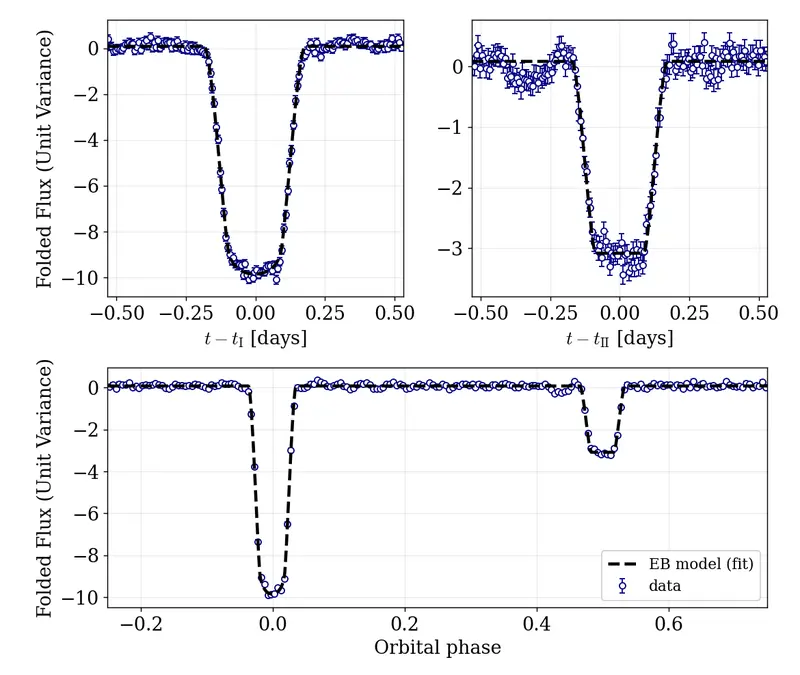 Folded Flux (Unit Variance)
0
−2
−4
−6
−8
−10
−0.50 −0.25 0.00 0.25 0.50
t − tI [days]
0
−1
−2
−3
−0.50 −0.25 0.00 0.25 0.50
t − tII [days]
Folded Flux (Unit Variance)
0
−2
−4
−6
−8
−10
−0.2 0.0 0.2 0.4 0.6
Orbital phase
EB model (fit)
data